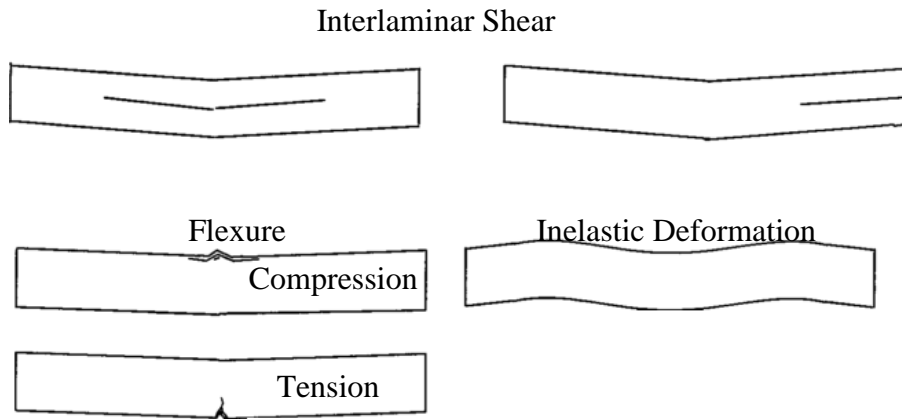 Interlaminar Shear
Flexure
Inelastic Deformation
Compression
Tension